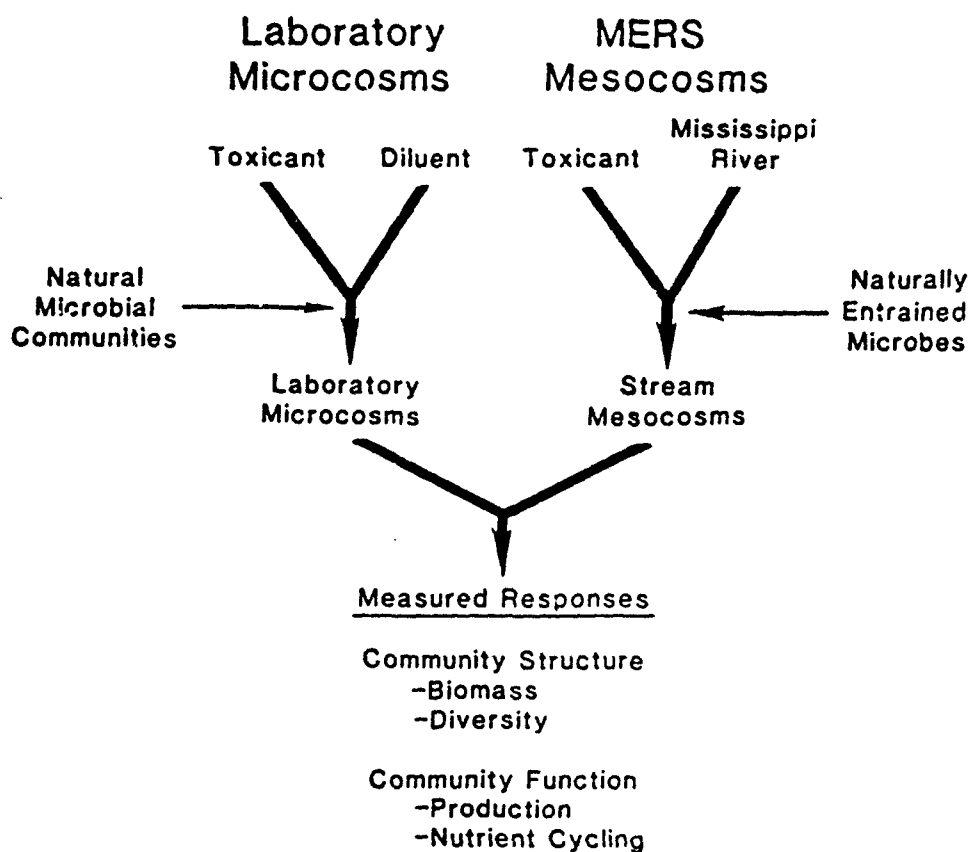 Laboratory
Microcosms
MERS
Mesocosms
Toxicant
Diluent
Toxicant
Mississippi
River
Natural
Microbial
Communities
Naturally
Entrained
Microbes
Laboratory
Microcosms
Stream
Mesocosms
Measured Responses
Community Structure
-Biomass
-Diversity
Community Function
-Production
-Nutrient Cycling